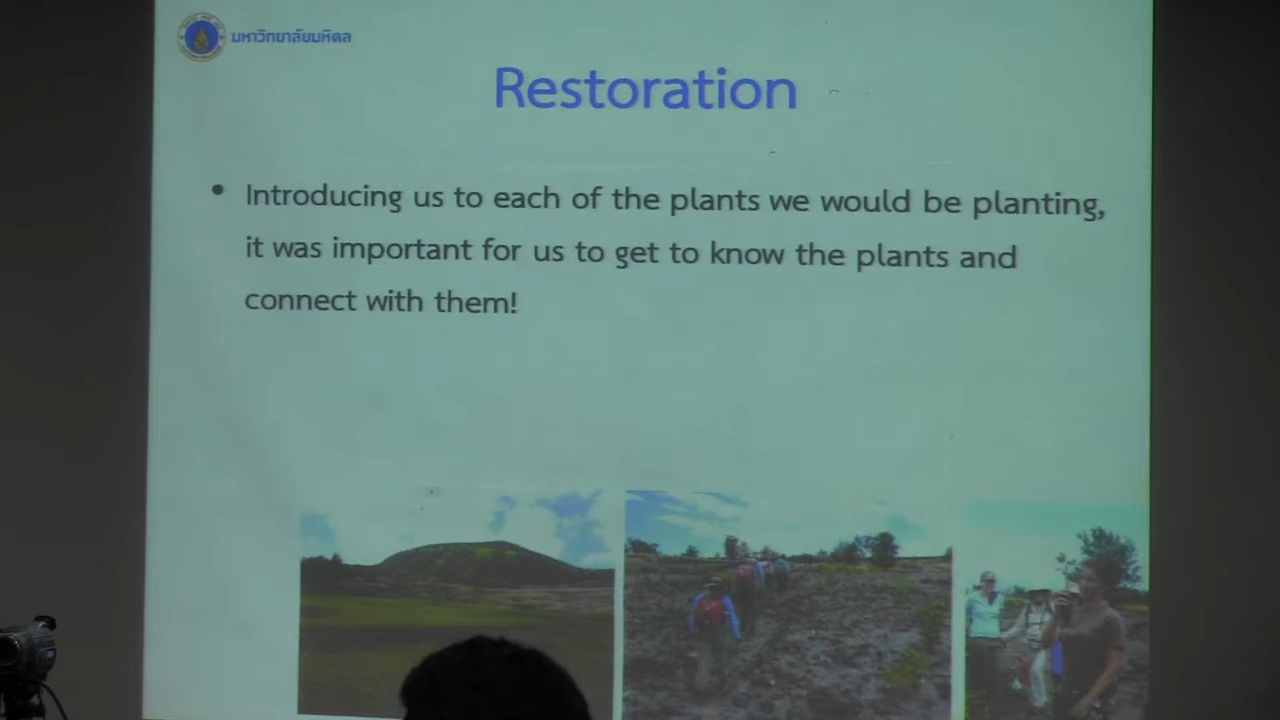 มหาวิทยาลัยมหิดล
Restoration
• Introducing us to each of the plants we would be planting,
it was important for us to get to know the plants and
connect with them!